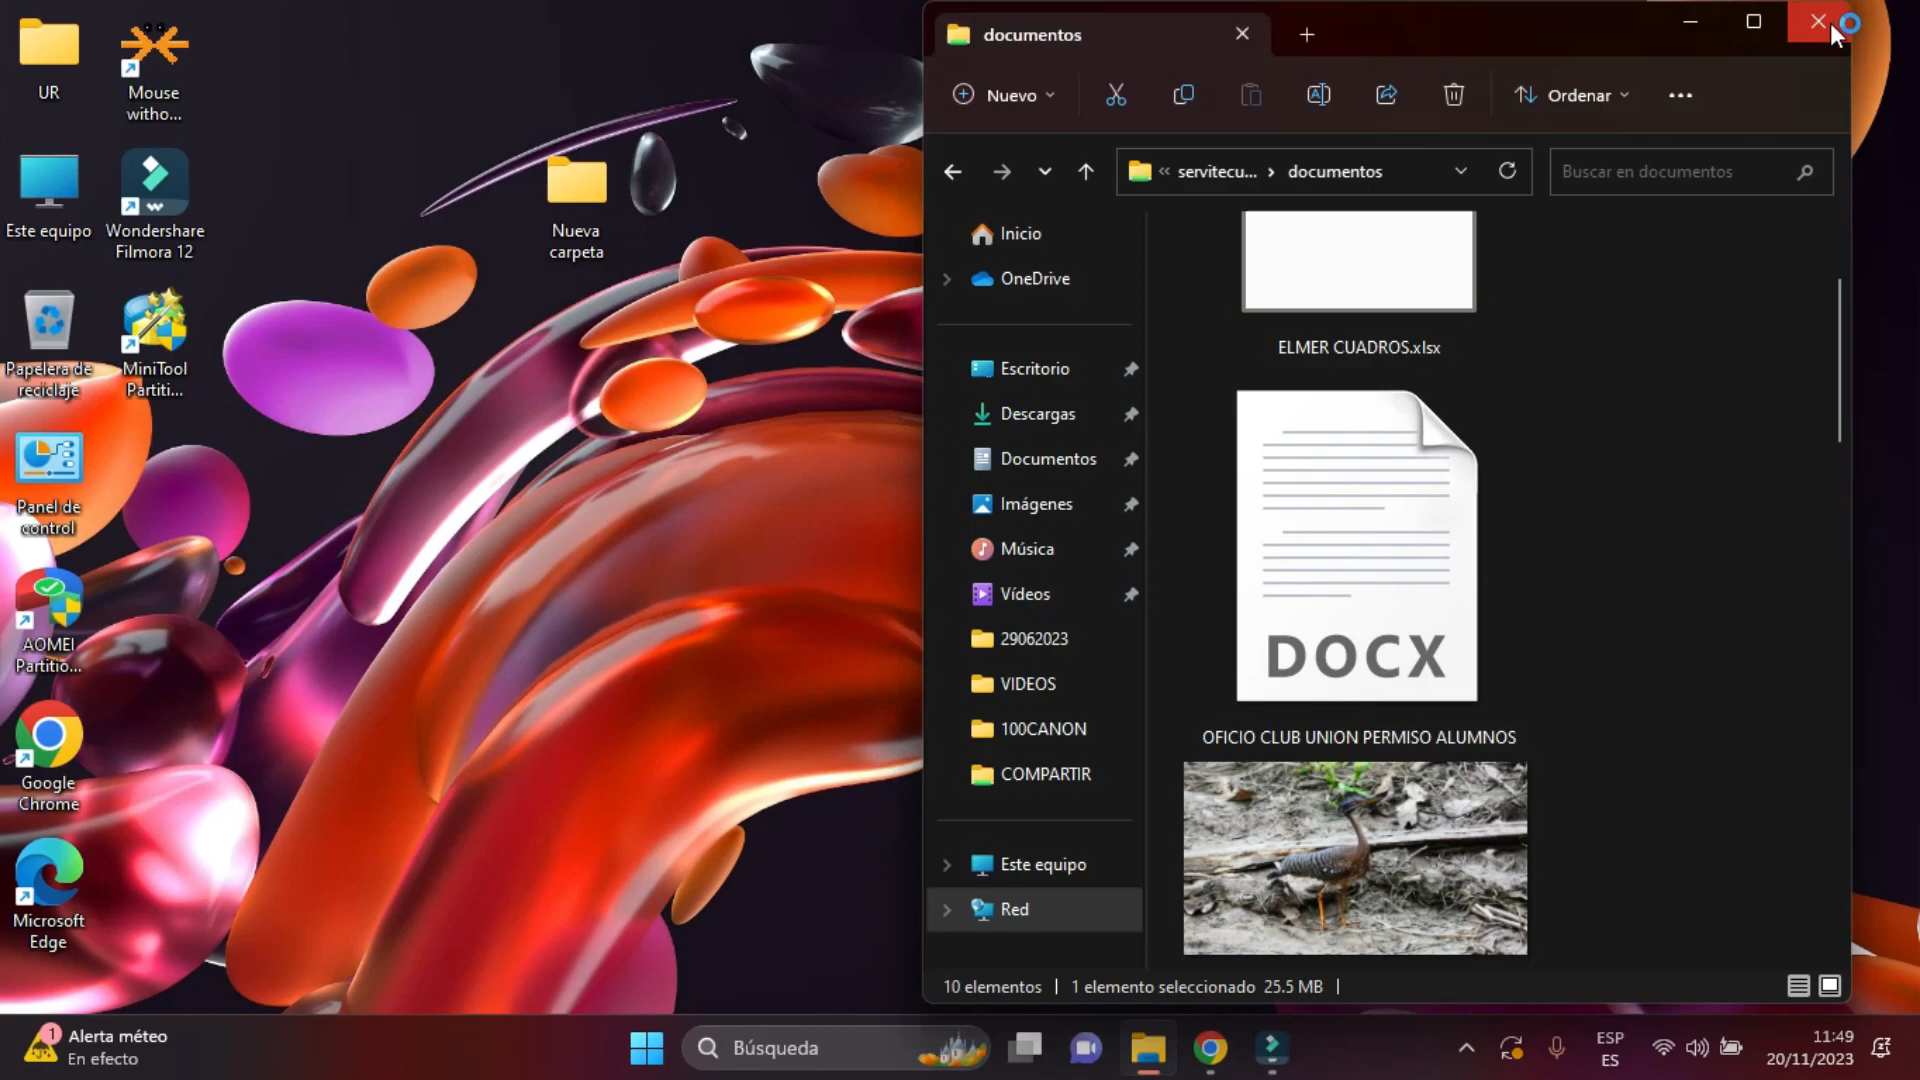 UR
Mouse
witho...
Este equipo
Wondershare
Filmora 12
Nueva
carpeta
Papelera de
reciclaje
MiniTool
Partiti...
Panel de
control
AOMEI
Partitio...
Google
Chrome
Microsoft
Edge
documentos
Nuevo
Ordenar
« servitecu... › documentos
Buscar en documentos
Inicio
OneDrive
Escritorio
Descargas
Documentos
Imágenes
Música
Vídeos
29062023
VIDEOS
100CANON
COMPARTIR
Este equipo
Red
ELMER CUADROS.xlsx
DOCX
OFICIO CLUB UNION PERMISO ALUMNOS
10 elementos | 1 elemento seleccionado 25.5 MB |
1
Alerta méteo
En efecto
Búsqueda
ESP
ES
11:49
20/11/2023